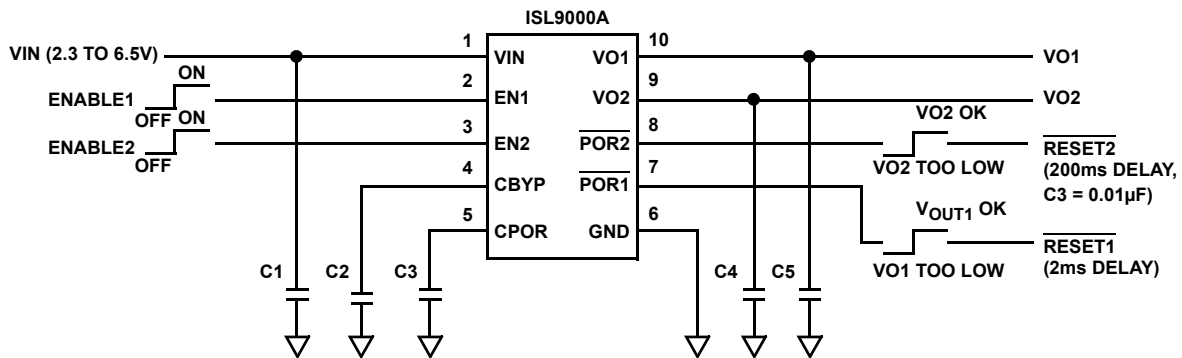 ISL9000A
VIN (2.3 TO 6.5V)
1
VIN
VO1
10
VO1
ENABLE1
OFF
ON
2
EN1
VO2
9
VO2
ENABLE2
OFF
ON
3
EN2
POR2
8
VO2 OK
VO2 TOO LOW
RESET2
(200ms DELAY,
C3 = 0.01µF)
4
CBYP
POR1
7
VOUT1 OK
VO1 TOO LOW
RESET1
(2ms DELAY)
5
CPOR
GND
6
C1
C2
C3
C4
C5